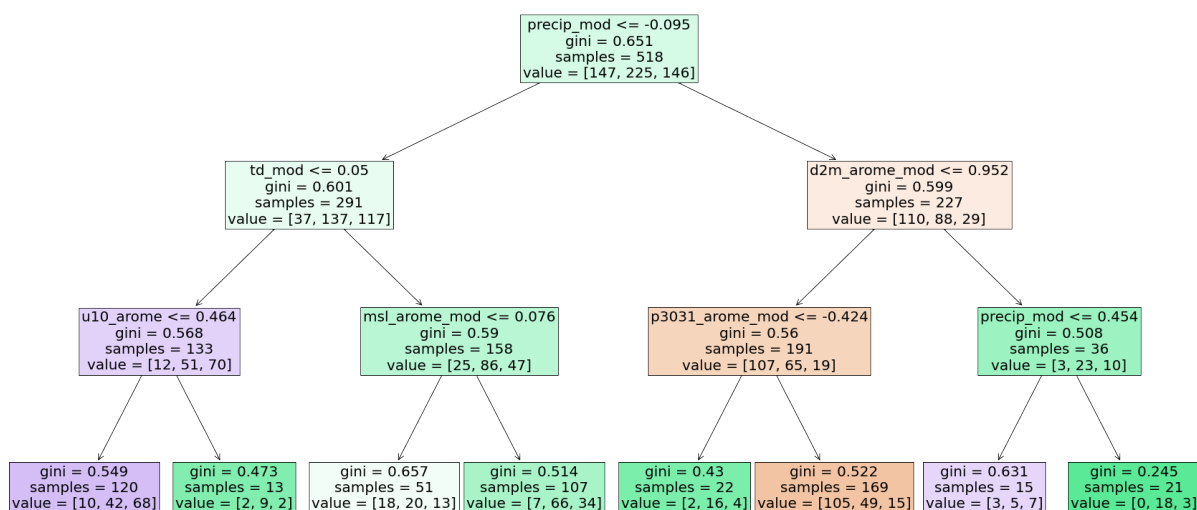 precip_mod <= -0.095
gini = 0.651
samples = 518
value = [147, 225, 146]
td_mod <= 0.05
gini = 0.601
samples = 291
value = [37, 137, 117]
d2m_arome_mod <= 0.952
gini = 0.599
samples = 227
value = [110, 88, 29]
u10_arome <= 0.464
gini = 0.568
samples = 133
value = [12, 51, 70]
msl_arome_mod <= 0.076
gini = 0.59
samples = 158
value = [25, 86, 47]
p3031_arome_mod <= -0.424
gini = 0.56
samples = 191
value = [107, 65, 19]
precip_mod <= 0.454
gini = 0.508
samples = 36
value = [3, 23, 10]
gini = 0.549
samples = 120
value = [10, 42, 68]
gini = 0.473
samples = 13
value = [2, 9, 2]
gini = 0.657
samples = 51
value = [18, 20, 13]
gini = 0.514
samples = 107
value = [7, 66, 34]
gini = 0.43
samples = 22
value = [2, 16, 4]
gini = 0.522
samples = 169
value = [105, 49, 15]
gini = 0.631
samples = 15
value = [3, 5, 7]
gini = 0.245
samples = 21
value = [0, 18, 3]